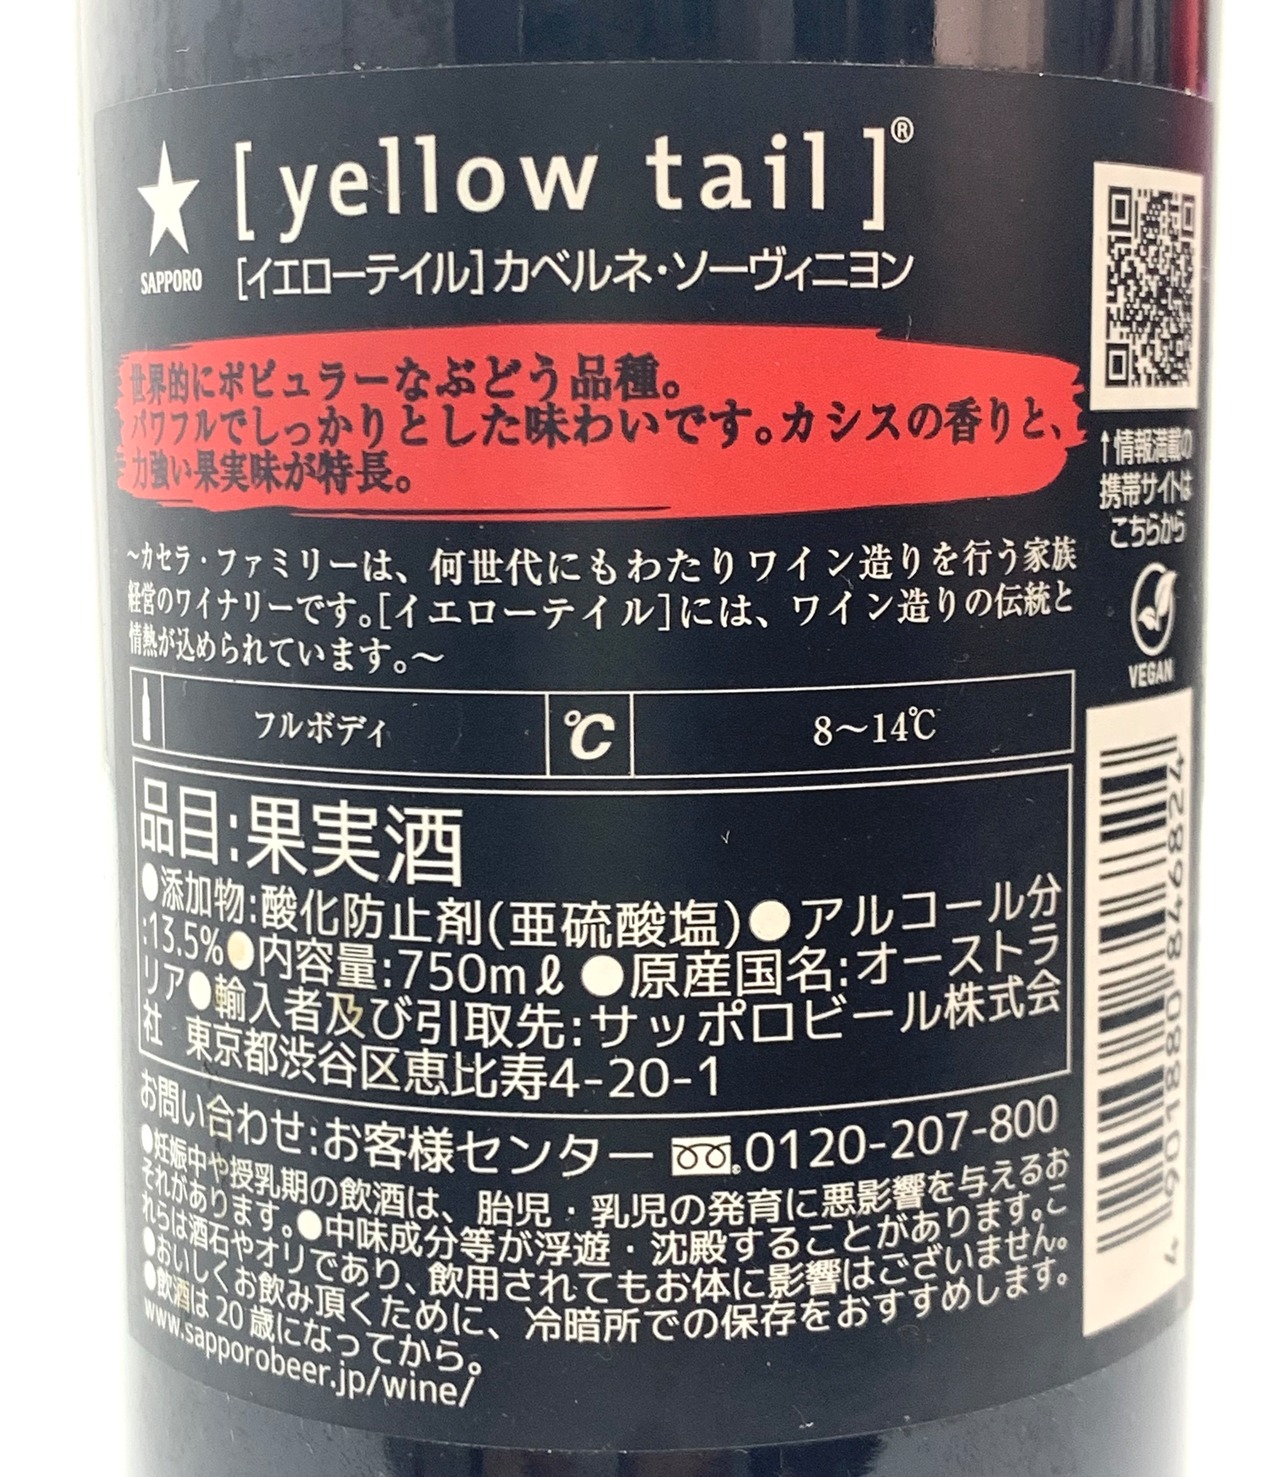 [ yellow tail ]®
SAPPORO
[イエローテイル]カベルネ・ソーヴィニヨン
世界的にポピュラーなぶどう品種。
パワフルでしっかりとした味わいです。カシスの香りと、
力強い果実味が特長。
～カセラ・ファミリーは、何世代にもわたりワイン造りを行う家族
経営のワイナリーです。[イエローテイル]には、ワイン造りの伝統と
情熱が込められています。～
フルボディ ℃ 8～14℃
品目:果実酒
●添加物:酸化防止剤(亜硫酸塩)●アルコール分
:13.5%●内容量:750mℓ●原産国名:オーストラ
リア●輸入者及び引取先:サッポロビール株式会
社 東京都渋谷区恵比寿4-20-1
お問い合わせ:お客様センター 0120-207-800
●妊娠中や授乳期の飲酒は、胎児・乳児の発育に悪影響を与えるお
それがあります。●中味成分等が浮遊・沈殿することがあります。こ
れらは酒石やオリであり、飲用されてもお体に影響はございません。
●おいしくお飲み頂くために、冷暗所での保存をおすすめします。
●飲酒は20歳になってから。
www.sapporobeer.jp/wine/
↑情報満載の
携帯サイトは
こちらから
VEGAN
4 901880 846824